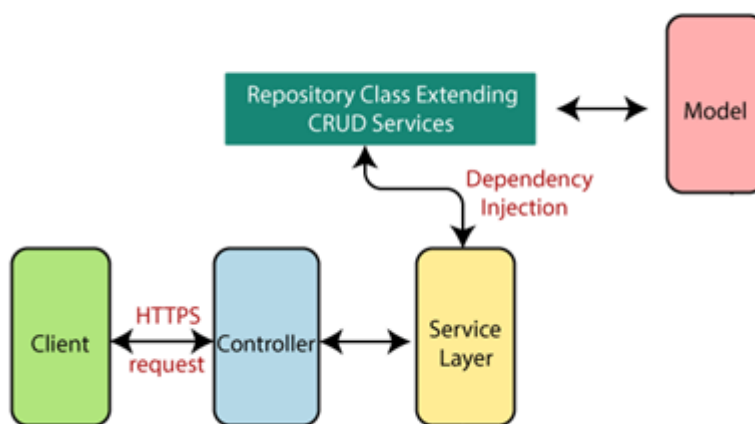 Repository Class Extending
CRUD Services
Model
Dependency
Injection
Client
HTTPS
request
Controller
Service
Layer